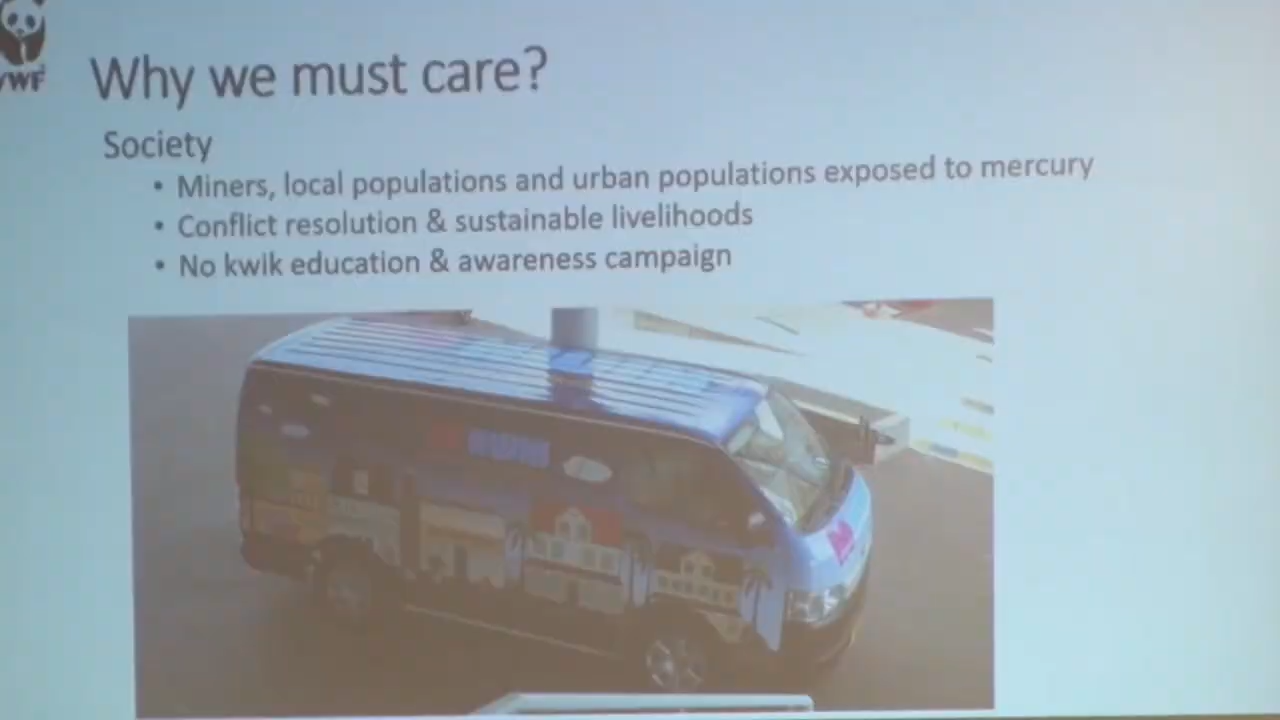 WWF
Why we must care?
Society
• Miners, local populations and urban populations exposed to mercury
• Conflict resolution & sustainable livelihoods
• No kwik education & awareness campaign